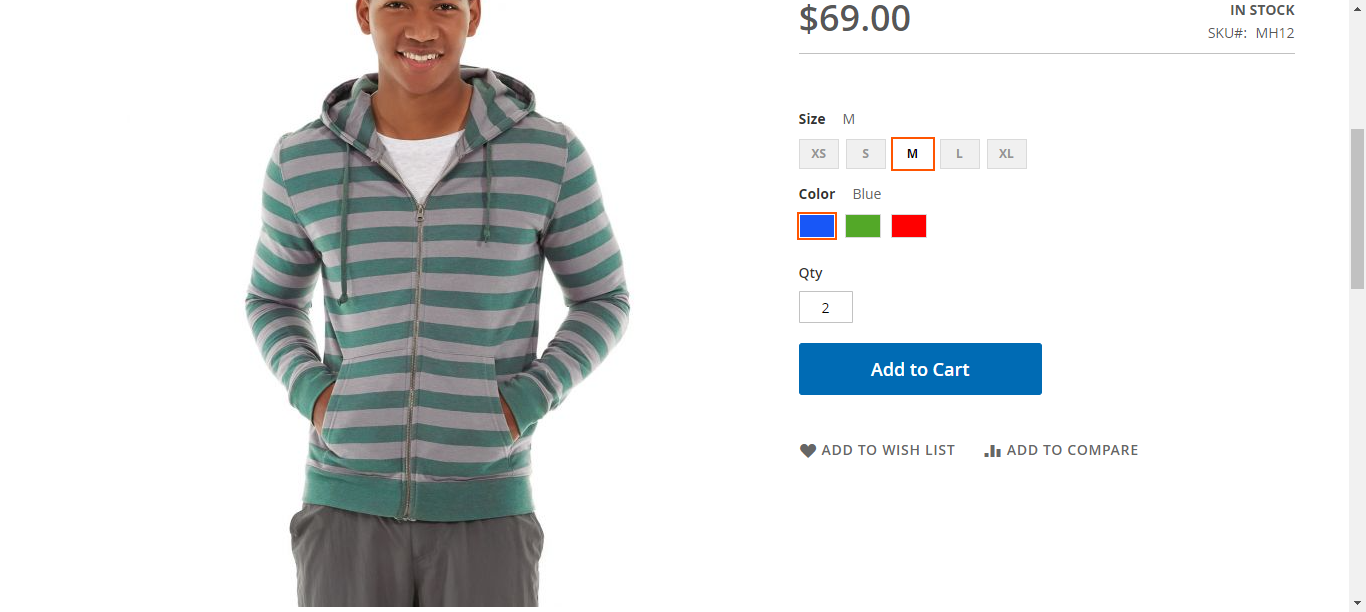 $69.00
IN STOCK
SKU#: MH12
Size M
XS S M L XL
Color Blue
Qty
2
Add to Cart
ADD TO WISH LIST ADD TO COMPARE